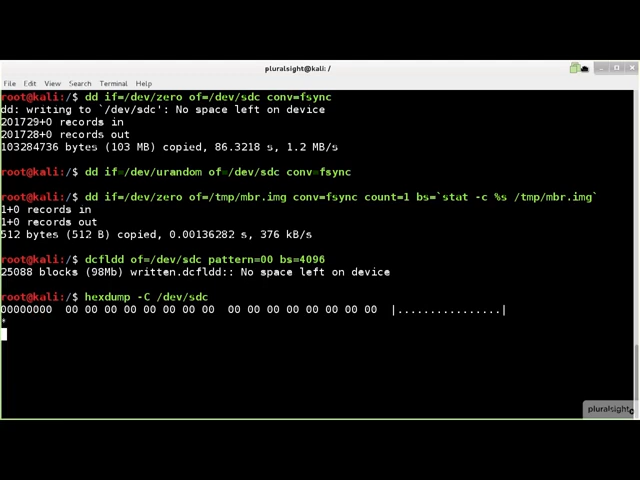 pluralsight@kali: /
File Edit View Search Terminal Help
root@kali:/$ dd if=/dev/zero of=/dev/sdc conv=fsync
dd: writing to `/dev/sdc': No space left on device
201729+0 records in
201728+0 records out
103284736 bytes (103 MB) copied, 86.3218 s, 1.2 MB/s
root@kali:/$ dd if=/dev/urandom of=/dev/sdc conv=fsync
root@kali:/$ dd if=/dev/zero of=/tmp/mbr.img conv=fsync count=1 bs=`stat -c %s /tmp/mbr.img`
1+0 records in
1+0 records out
512 bytes (512 B) copied, 0.00136282 s, 376 kB/s
root@kali:/$ dcfldd of=/dev/sdc pattern=00 bs=4096
25088 blocks (98Mb) written.dcfldd:: No space left on device
root@kali:/$ hexdump -C /dev/sdc
00000000  00 00 00 00 00 00 00 00  00 00 00 00 00 00 00 00  |................|
*
pluralsight